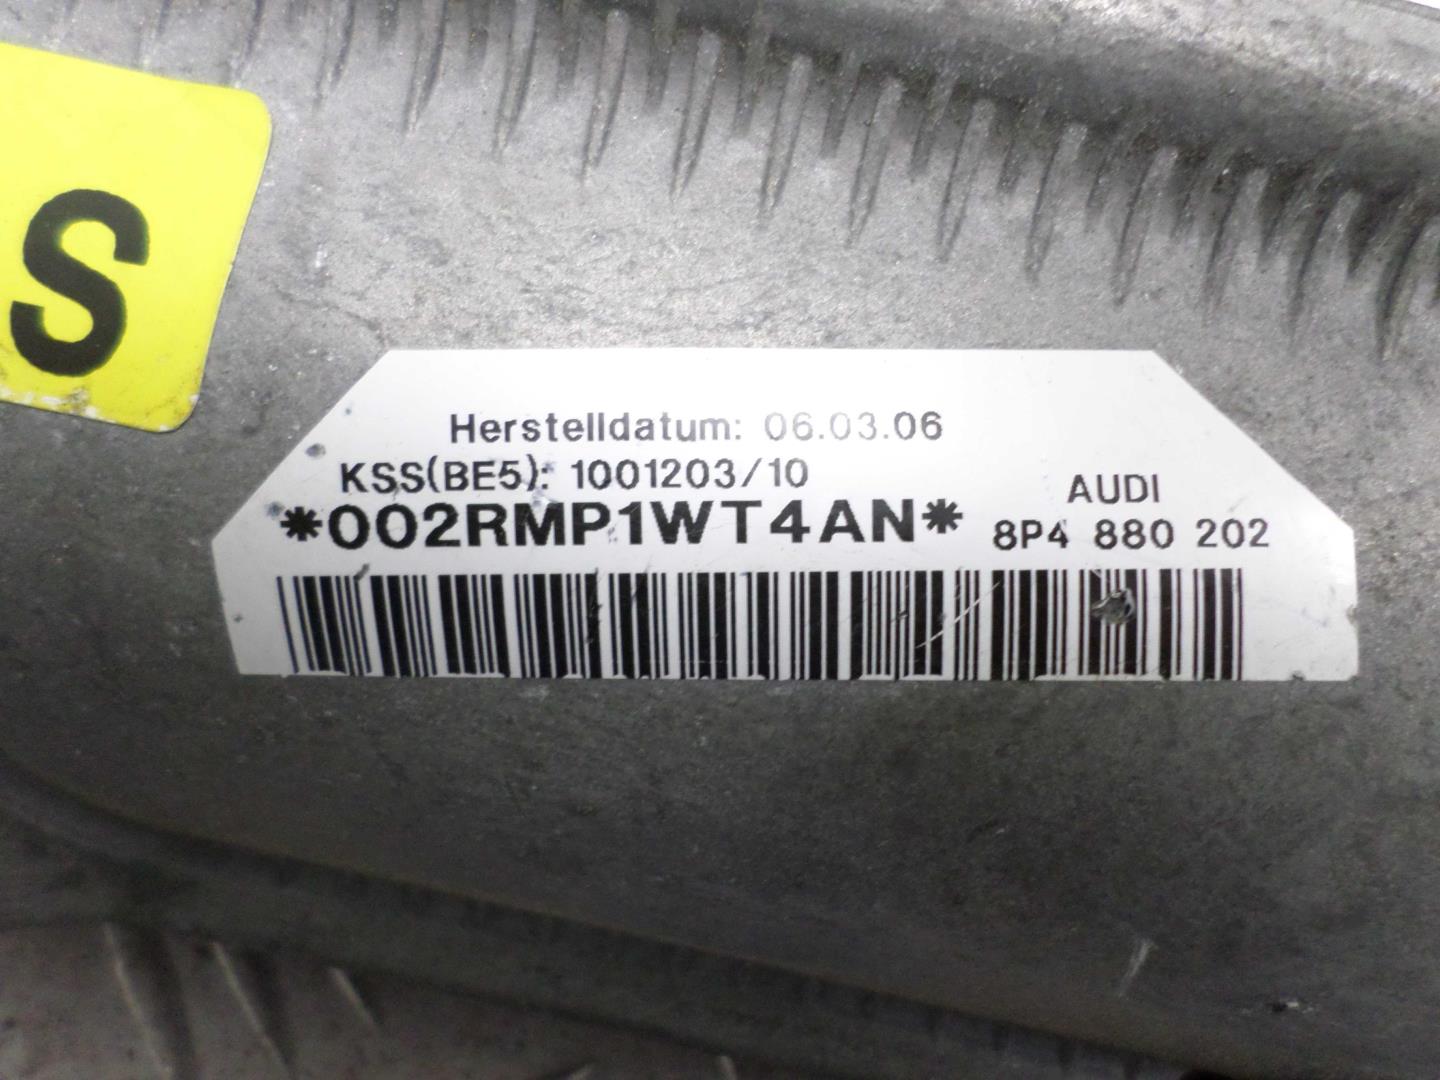 S
Herstelldatum: 06.03.06
KSS(BE5): 1001203/10
*002RMP1WT4AN*
AUDI
8P4 880 202